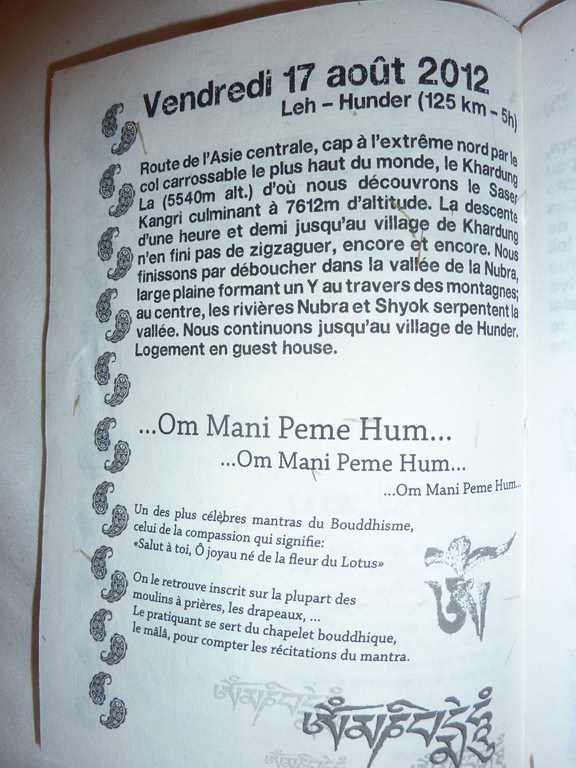 Vendredi 17 août 2012
Leh – Hunder (125 km – 5h)
Route de l'Asie centrale, cap à l'extrême nord par le
col carrossable le plus haut du monde, le Khardung
La (5540m alt.) d'où nous découvrons le Saser
Kangri culminant à 7612m d'altitude. La descente
d'une heure et demi jusqu'au village de Khardung
n'en fini pas de zigzaguer, encore et encore. Nous
finissons par déboucher dans la vallée de la Nubra,
large plaine formant un Y au travers des montagnes;
au centre, les rivières Nubra et Shyok serpentent la
vallée. Nous continuons jusqu'au village de Hunder.
Logement en guest house.
...Om Mani Peme Hum...
...Om Mani Peme Hum...
...Om Mani Peme Hum...
Un des plus célèbres mantras du Bouddhisme,
celui de la compassion qui signifie:
«Salut à toi, Ô joyau né de la fleur du Lotus»
On le retrouve inscrit sur la plupart des
moulins à prières, les drapeaux, ...
Le pratiquant se sert du chapelet bouddhique,
le mâlâ, pour compter les récitations du mantra.
ཨོཾ
ཨོཾ་མ་ཎི་པདྨེ་ཧཱུྃ
ཨོཾ་མ་ཎི་པདྨེ་ཧཱུྃ